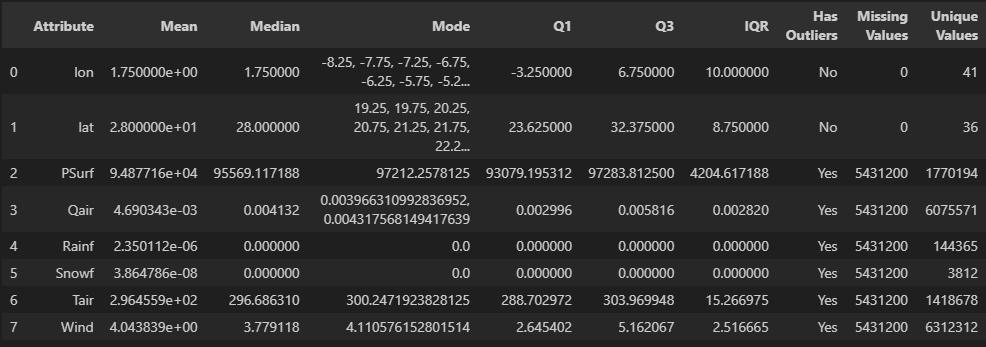 Attribute Mean Median Mode Q1 Q3 IQR Has Outliers Missing Values Unique Values
0 lon 1.750000e+00 1.750000 -8.25, -7.75, -7.25, -6.75, -6.25, -5.75, -5.2... -3.250000 6.750000 10.000000 No 0 41
1 lat 2.800000e+01 28.000000 19.25, 19.75, 20.25, 20.75, 21.25, 21.75, 22.2... 23.625000 32.375000 8.750000 No 0 36
2 PSurf 9.487716e+04 95569.117188 97212.2578125 93079.195312 97283.812500 4204.617188 Yes 5431200 1770194
3 Qair 4.690343e-03 0.004132 0.003966310992836952, 0.004317568149417639 0.002996 0.005816 0.002820 Yes 5431200 6075571
4 Rainf 2.350112e-06 0.000000 0.0 0.000000 0.000000 0.000000 Yes 5431200 144365
5 Snowf 3.864786e-08 0.000000 0.0 0.000000 0.000000 0.000000 Yes 5431200 3812
6 Tair 2.964559e+02 296.686310 300.2471923828125 288.702972 303.969948 15.266975 Yes 5431200 1418678
7 Wind 4.043839e+00 3.779118 4.110576152801514 2.645402 5.162067 2.516665 Yes 5431200 6312312